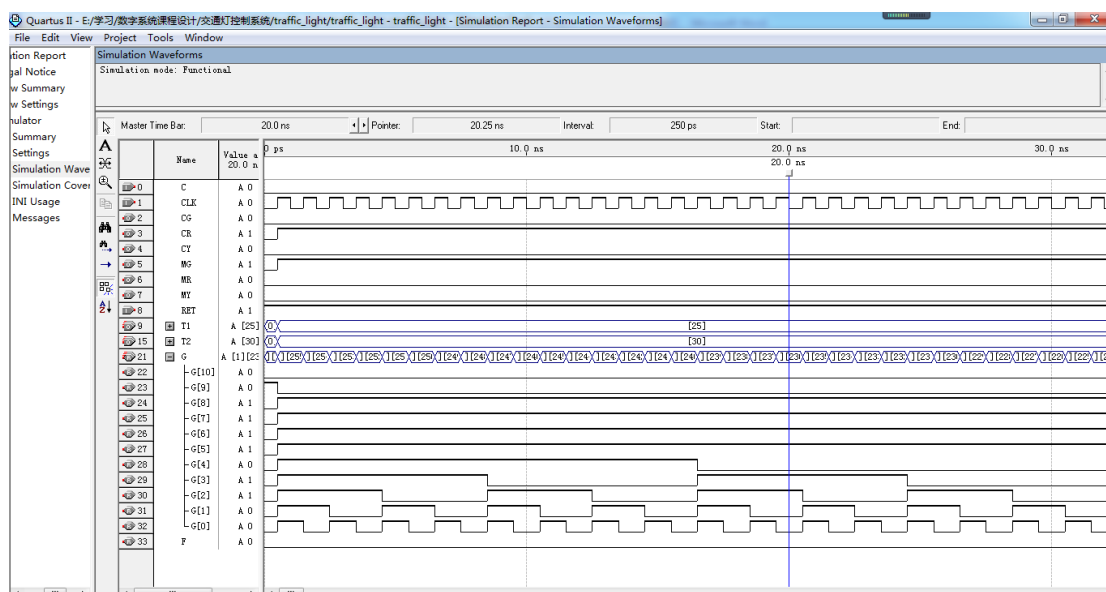 Quartus II - E:/学习/数字系统课程设计/交通灯控制系统/traffic_light/traffic_light - traffic_light - [Simulation Report - Simulation Waveforms]
File Edit View Project Tools Window
tion Report
gal Notice
w Summary
w Settings
nulator
Summary
Settings
Simulation Wave
Simulation Cover
INI Usage
Messages
Simulation Waveforms
Simulation mode: Functional
Master Time Bar: 20.0 ns Pointer: 20.25 ns Interval: 250 ps Start: End:
Name
Value a
20.0 n
0 ps 10.0 ns 20.0 ns 30.0 ns
20.0 ns
0 C A 0
1 CLK A 0
2 CG A 0
3 CR A 1
4 CY A 0
5 MG A 1
6 MR A 0
7 MY A 0
8 RET A 1
9 T1 A [25] [25]
15 T2 A [30] [30]
21 G A [1][23
22 G[10] A 0
23 G[9] A 0
24 G[8] A 1
25 G[7] A 1
26 G[6] A 1
27 G[5] A 1
28 G[4] A 0
29 G[3] A 1
30 G[2] A 1
31 G[1] A 0
32 G[0] A 0
33 F A 0